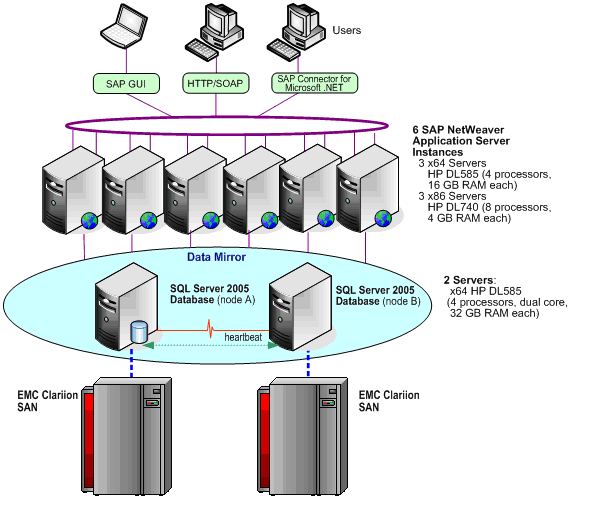 Users
SAP GUI
HTTP/SOAP
SAP Connector for
Microsoft .NET
6 SAP NetWeaver
Application Server
Instances
3 x64 Servers
HP DL585 (4 processors,
16 GB RAM each)
3 x86 Servers
HP DL740 (8 processors,
4 GB RAM each)
Data Mirror
SQL Server 2005
Database (node A)
SQL Server 2005
Database (node B)
2 Servers:
x64 HP DL585
(4 processors, dual core,
32 GB RAM each)
heartbeat
EMC Clariion
SAN
EMC Clariion
SAN